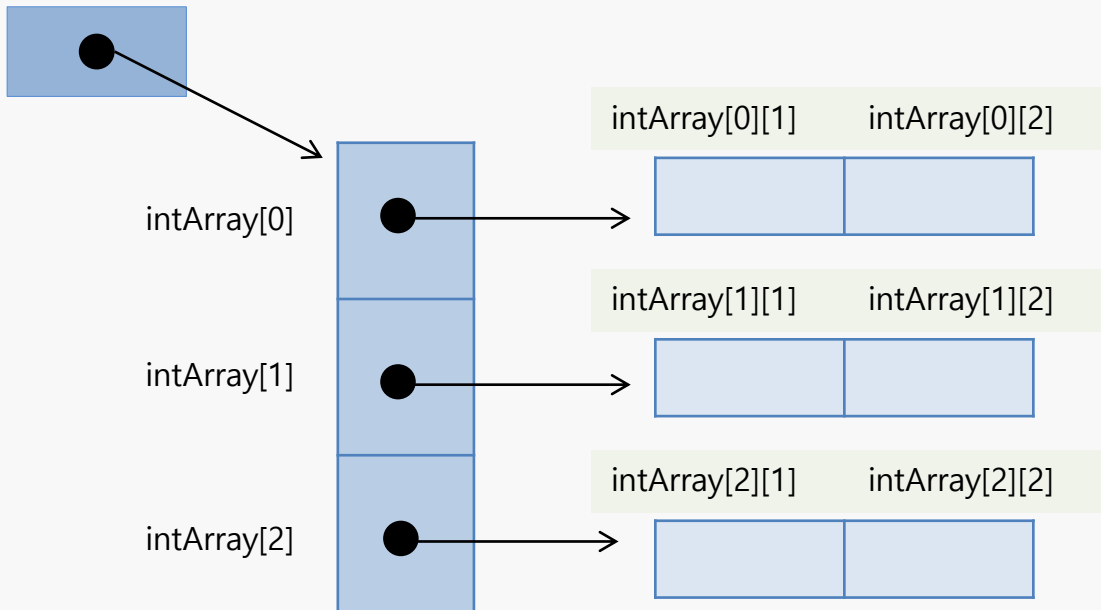 intArray[0][1] intArray[0][2]
intArray[0]
intArray[1][1] intArray[1][2]
intArray[1]
intArray[2][1] intArray[2][2]
intArray[2]